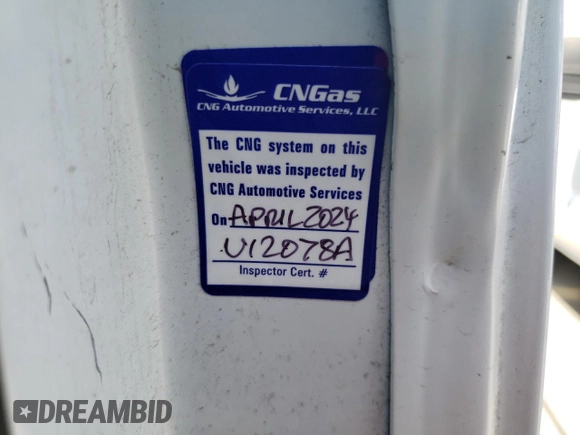 CNGas
CNG Automotive Services, LLC
The CNG system on this
vehicle was inspected by
CNG Automotive Services
On APRIL 2024
V12078A
Inspector Cert. #
DREAMBID